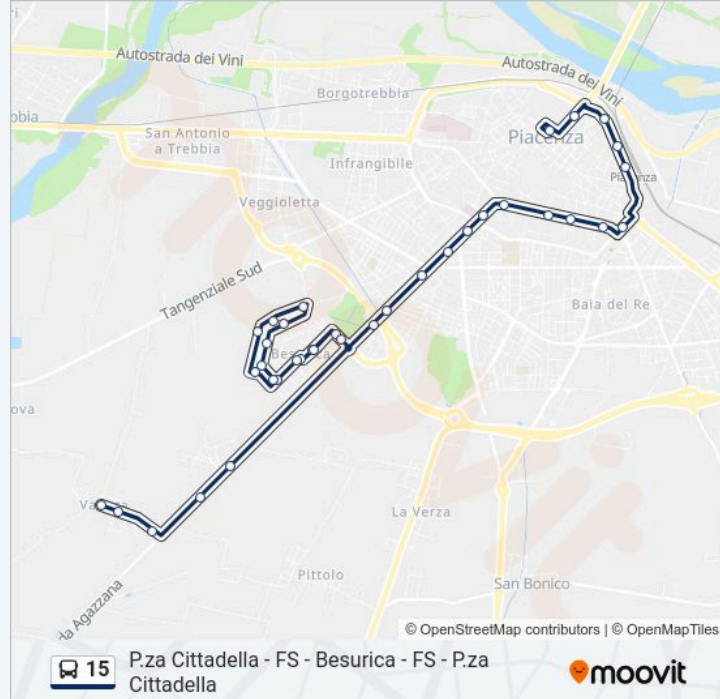 Autostrada dei Vini
Autostrada dei Vini
Borgotrebbia
San Antonio
a Trebbia
Piacenza
Infrangibile
Veggioletta
Tangenziale Sud
Baia del Re
La Verza
Pittolo
San Bonico
© OpenStreetMap contributors | © OpenMapTiles
15
P.za Cittadella - FS - Besurica - FS - P.za
Cittadella
moovit